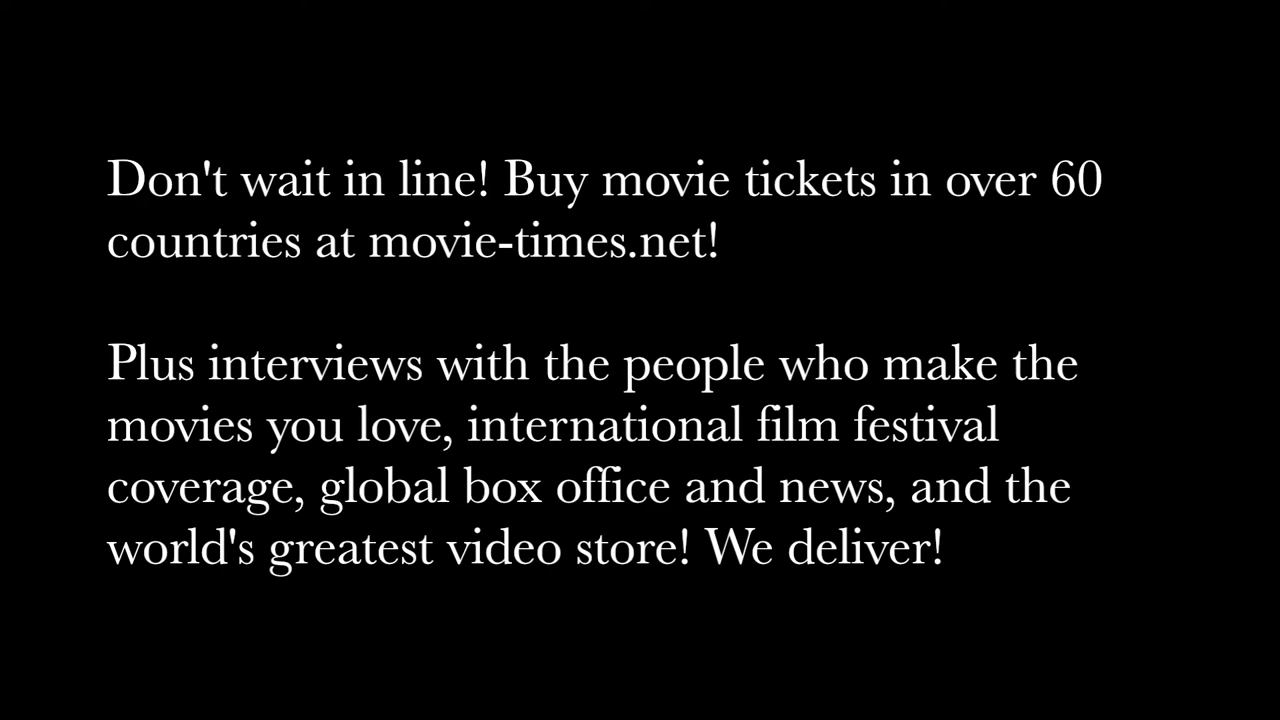 Don't wait in line! Buy movie tickets in over 60
countries at movie-times.net!
Plus interviews with the people who make the
movies you love, international film festival
coverage, global box office and news, and the
world's greatest video store! We deliver!